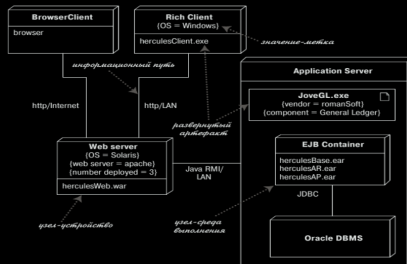 BrowserClient
browser
Rich Client
{OS = Windows}
herculesClient.exe
значение-метка
информационный путь
Application Server
http/Internet
http/LAN
развернутый
артефакт
JoveGL.exe
{vendor = romanSoft}
{component = General Ledger}
Web server
{OS = Solaris}
{web server = apache}
{number deployed = 3}
herculesWeb.war
Java RMI/
LAN
EJB Container
herculesBase.ear
herculesAR.ear
herculesAP.ear
JDBC
узел-устройство
узел-среда
выполнения
Oracle DBMS